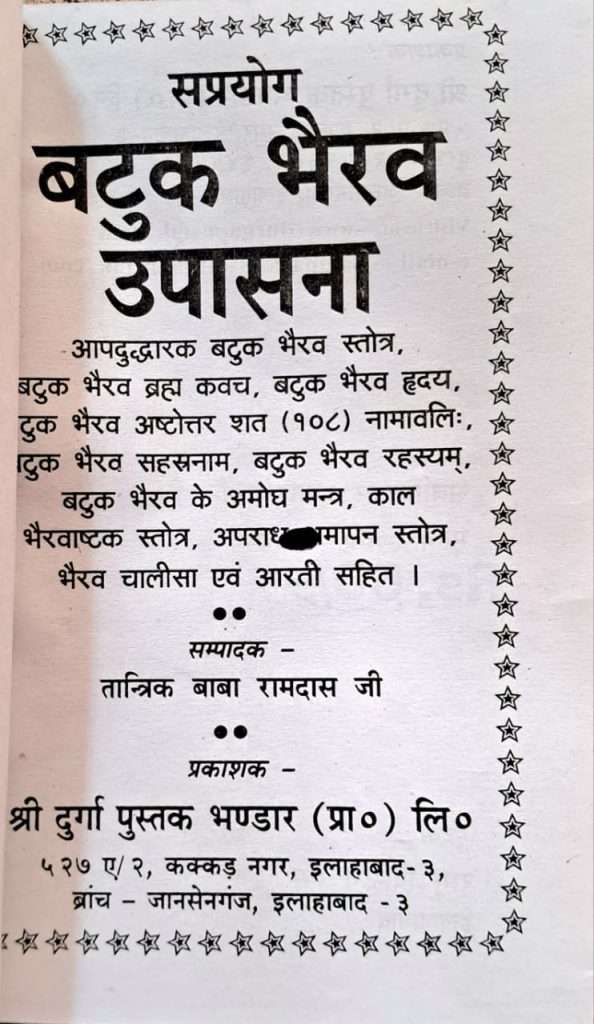 सप्रयोग
बटुक भैरव
उपासना
आपदुद्धारक बटुक भैरव स्तोत्र,
बटुक भैरव ब्रह्म कवच, बटुक भैरव हृदय,
टुक भैरव अष्टोत्तर शत (१०८) नामावलिः,
टुक भैरव सहस्रनाम, बटुक भैरव रहस्यम्,
बटुक भैरव के अमोघ मन्त्र, काल
भैरवाष्टक स्तोत्र, अपराध मापन स्तोत्र,
भैरव चालीसा एवं आरती सहित ।
सम्पादक –
तान्त्रिक बाबा रामदास जी
प्रकाशक –
श्री दुर्गा पुस्तक भण्डार (प्रा०) लि०
५२७ ए/२, कक्कड़ नगर, इलाहाबाद-३,
ब्रांच – जानसेनगंज, इलाहाबाद -३